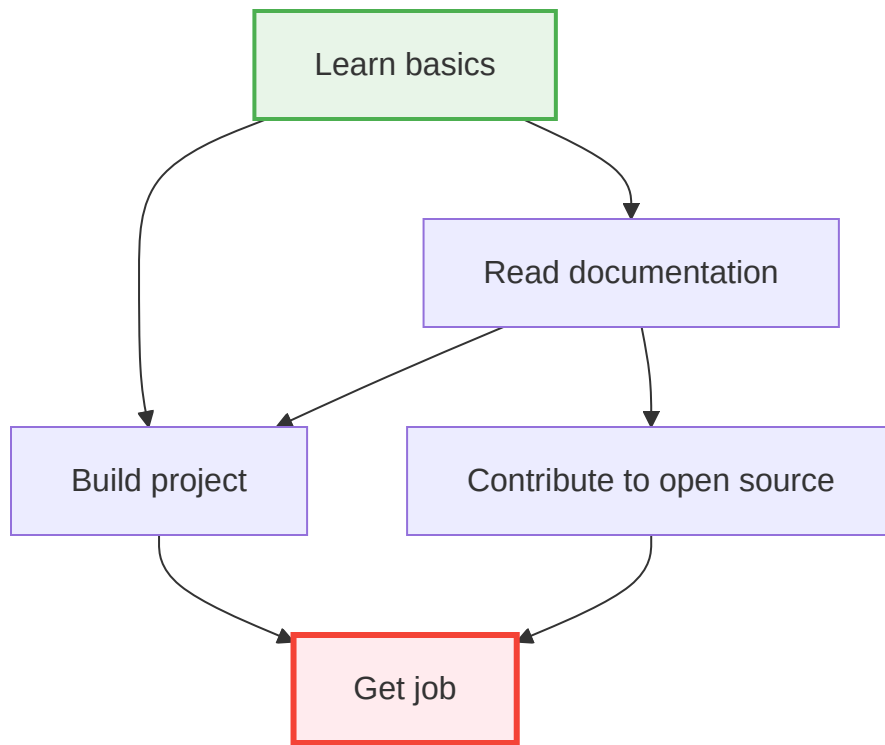 Learn basics
Read documentation
Build project
Contribute to open source
Get job